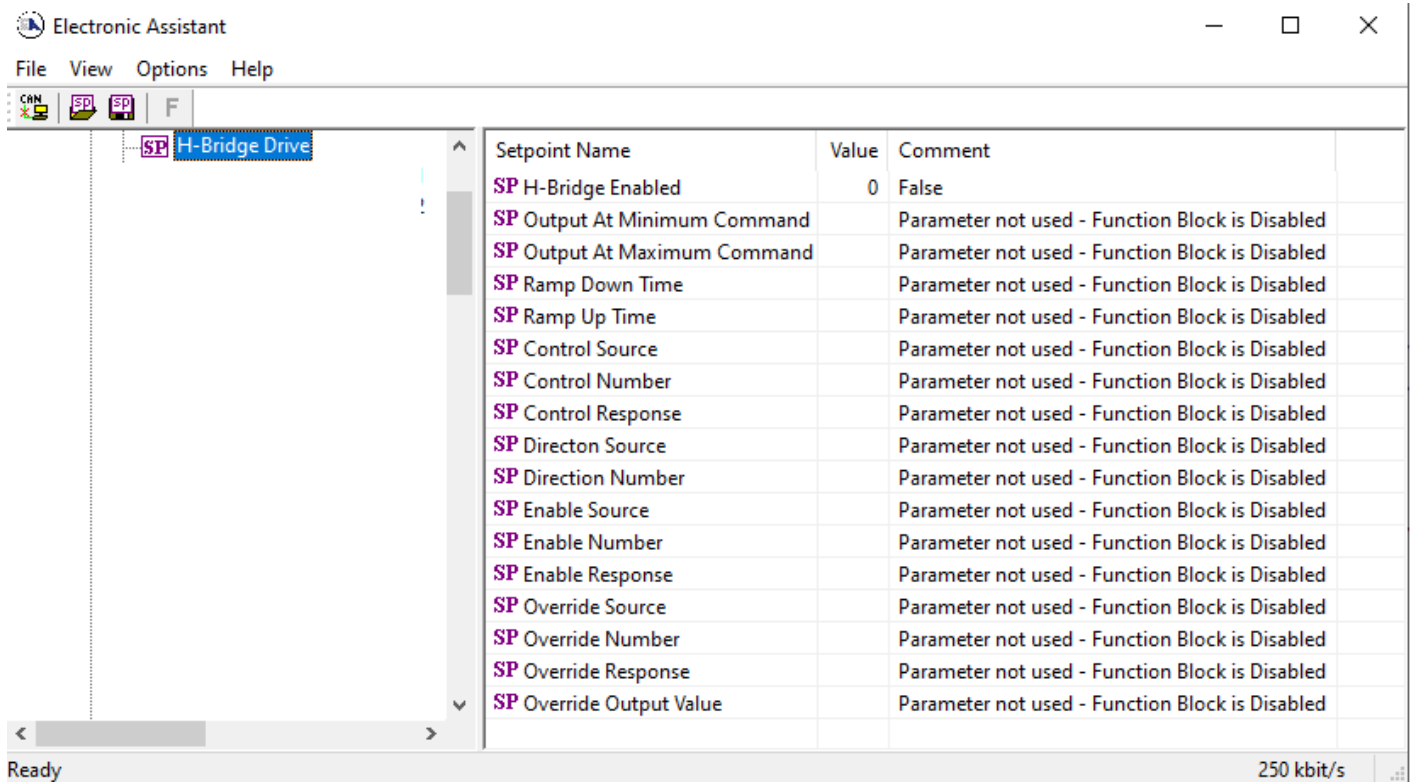 Electronic Assistant
File View Options Help
CAN SP SP F
SP H-Bridge Drive
Setpoint Name Value Comment
SP H-Bridge Enabled 0 False
SP Output At Minimum Command Parameter not used - Function Block is Disabled
SP Output At Maximum Command Parameter not used - Function Block is Disabled
SP Ramp Down Time Parameter not used - Function Block is Disabled
SP Ramp Up Time Parameter not used - Function Block is Disabled
SP Control Source Parameter not used - Function Block is Disabled
SP Control Number Parameter not used - Function Block is Disabled
SP Control Response Parameter not used - Function Block is Disabled
SP Directon Source Parameter not used - Function Block is Disabled
SP Direction Number Parameter not used - Function Block is Disabled
SP Enable Source Parameter not used - Function Block is Disabled
SP Enable Number Parameter not used - Function Block is Disabled
SP Enable Response Parameter not used - Function Block is Disabled
SP Override Source Parameter not used - Function Block is Disabled
SP Override Number Parameter not used - Function Block is Disabled
SP Override Response Parameter not used - Function Block is Disabled
SP Override Output Value Parameter not used - Function Block is Disabled
Ready 250 kbit/s